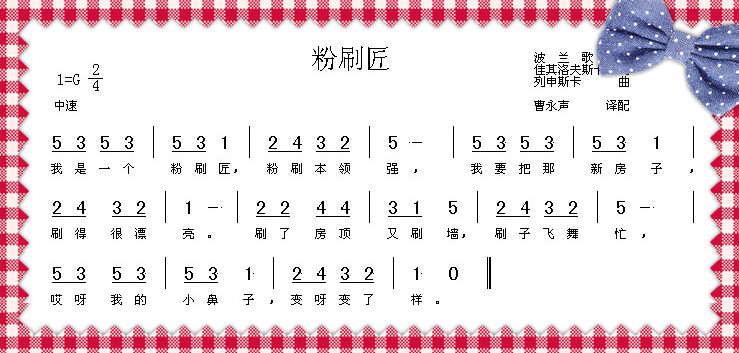 粉刷匠
波兰歌
佳其洛夫斯卡
列申斯卡 曲
1=G 2/4
中速
曹永声 译配
5 3 5 3 | 5 3 1 | 2 4 3 2 | 5 - | 5 3 5 3 | 5 3 1 |
我是一个 粉刷匠, 粉刷本领 强, 我要把那 新房子,
2 4 3 2 | 1 - | 2 2 4 4 | 3 1 5 | 2 4 3 2 | 5 - |
刷得很漂 亮。 刷了房顶 又刷墙, 刷子飞舞 忙,
5 3 5 3 | 5 3 1 | 2 4 3 2 | 1 0 ‖
哎呀我的 小鼻子, 变呀变了 样。